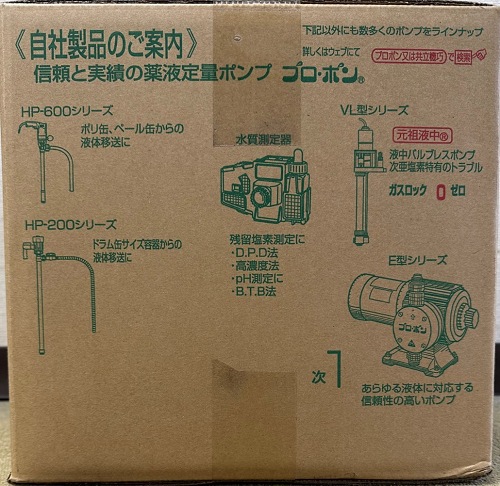 《自社製品のご案内》
信頼と実績の薬液定量ポンプ プロ・ポン®
下記以外にも数多くのポンプをラインナップ
詳しくはウェブにて プロポン又は共立機巧 で 検索
HP-600シリーズ
ポリ缶、ペール缶からの
液体移送に
HP-200シリーズ
ドラム缶サイズ容器からの
液体移送に
水質測定器
残留塩素測定に
・D.P.D法
・高濃度法
・pH測定に
・B.T.B法
VL型シリーズ
元祖液中®
液中バルブレスポンプ
次亜塩素特有のトラブル
ガスロック 0 ゼロ
E型シリーズ
プロ・ポン
あらゆる液体に対応する
信頼性の高いポンプ
次